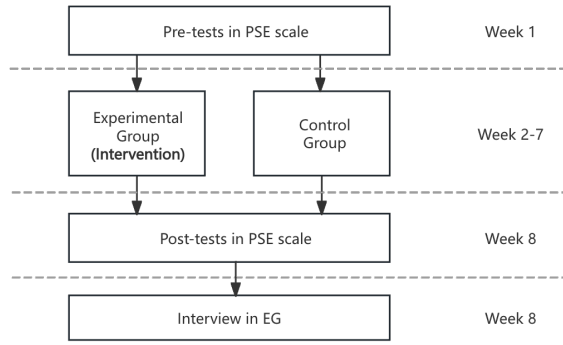 Pre-tests in PSE scale
Week 1
Experimental
Group
(Intervention)
Control
Group
Week 2-7
Post-tests in PSE scale
Week 8
Interview in EG
Week 8